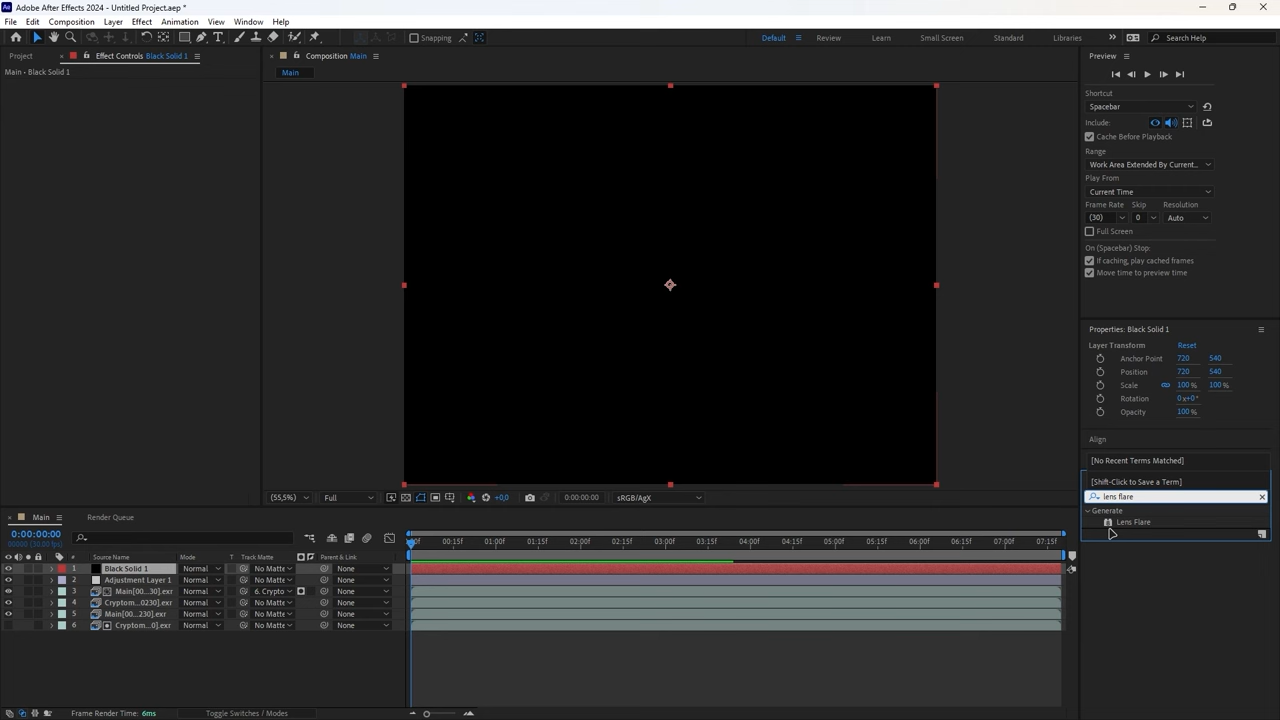 Adobe After Effects 2024 - Untitled Project.aep *
File Edit Composition Layer Effect Animation View Window Help
Snapping
Default Review Learn Small Screen Standard Libraries Search Help
Project Effect Controls Black Solid 1
Main • Black Solid 1
Composition Main
Main
Preview
Shortcut
Spacebar
Include:
Cache Before Playback
Range
Work Area Extended By Current...
Play From
Current Time
Frame Rate Skip Resolution
(30) 0 Auto
Full Screen
On (Spacebar) Stop:
If caching, play cached frames
Move time to preview time
Properties: Black Solid 1
Layer Transform Reset
Anchor Point 720 540
Position 720 540
Scale 100 % 100 %
Rotation 0x+0°
Opacity 100 %
Align
[No Recent Terms Matched]
[Shift-Click to Save a Term]
lens flare
Generate
Lens Flare
(55,5%) Full +0,0 0:00:00:00 sRGB/AgX
Main Render Queue
0:00:00:00
00000 (30.00 fps)
:00f 00:15f 01:00f 01:15f 02:00f 02:15f 03:00f 03:15f 04:00f 04:15f 05:00f 05:15f 06:00f 06:15f 07:00f 07:15f
# Source Name Mode T Track Matte Parent & Link
1 Black Solid 1 Normal No Matte None
2 Adjustment Layer 1 Normal No Matte None
3 Main[00...30].exr Normal 6. Crypto None
4 Cryptom...0230].exr Normal No Matte None
5 Main[00...230].exr Normal No Matte None
6 Cryptom...0].exr Normal No Matte None
Frame Render Time: 6ms Toggle Switches / Modes